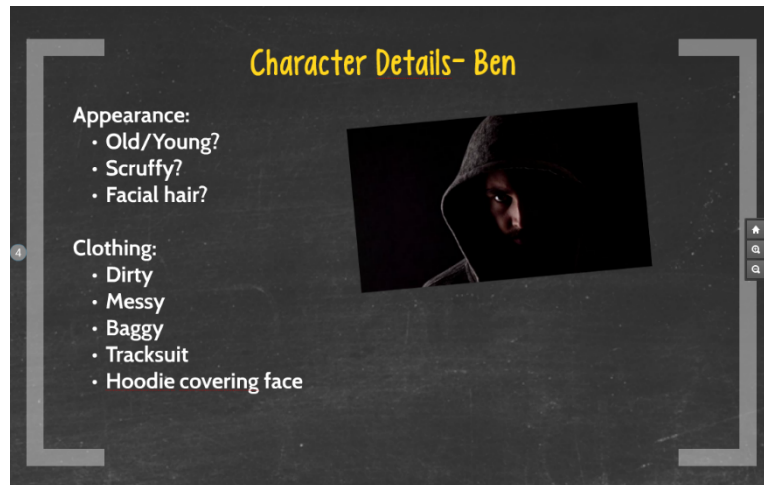 Character Details- Ben
Appearance:
• Old/Young?
• Scruffy?
• Facial hair?
Clothing:
• Dirty
• Messy
• Baggy
• Tracksuit
• Hoodie covering face
4